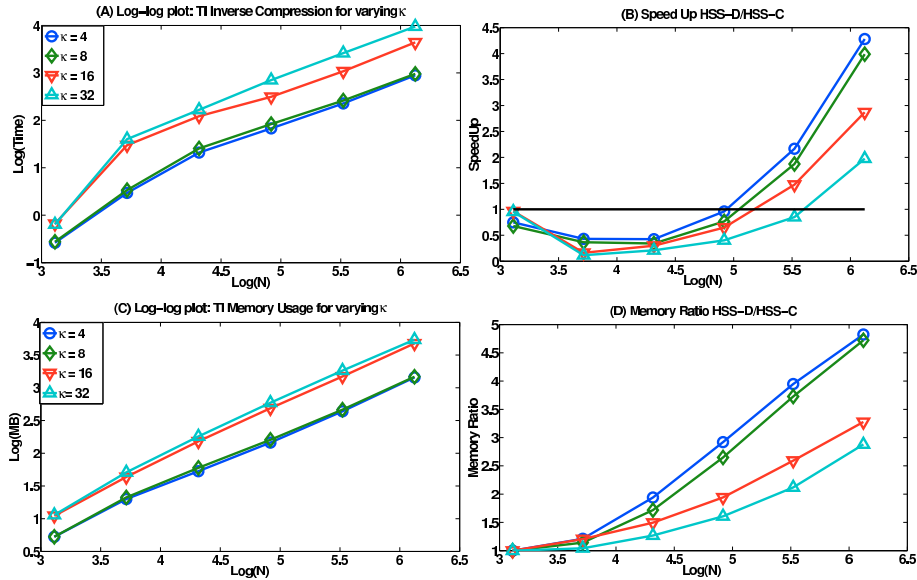 (A) Log−log plot: TI Inverse Compression for varying κ
4
3
2
1
0
−1
Log(Time)
κ = 4
κ = 8
κ = 16
κ = 32
3 3.5 4 4.5 5 5.5 6 6.5
Log(N)
(B) Speed Up HSS−D/HSS−C
5
4.5
4
3.5
3
2.5
2
1.5
1
0.5
0
SpeedUp
3 3.5 4 4.5 5 5.5 6 6.5
Log(N)
(C) Log−log plot: TI Memory Usage for varying κ
4
3.5
3
2.5
2
1.5
1
0.5
Log(MB)
κ = 4
κ = 8
κ = 16
κ= 32
3 3.5 4 4.5 5 5.5 6 6.5
Log(N)
(D) Memory Ratio HSS−D/HSS−C
5
4.5
4
3.5
3
2.5
2
1.5
1
Memory Ratio
3 3.5 4 4.5 5 5.5 6 6.5
Log(N)